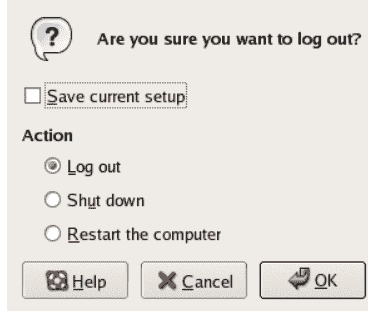 Are you sure you want to log out?
Save current setup
Action
Log out
Shut down
Restart the computer
Help Cancel OK